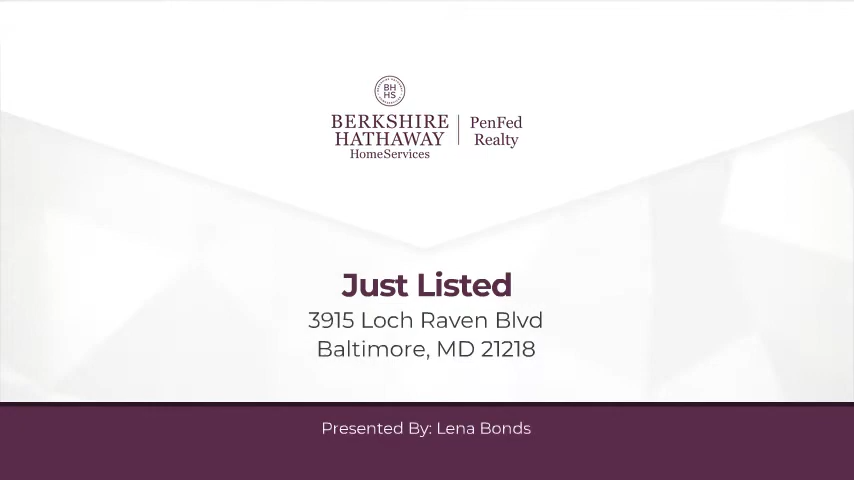 BH
HS
BERKSHIRE
HATHAWAY
HomeServices
PenFed
Realty
Just Listed
3915 Loch Raven Blvd
Baltimore, MD 21218
Presented By: Lena Bonds